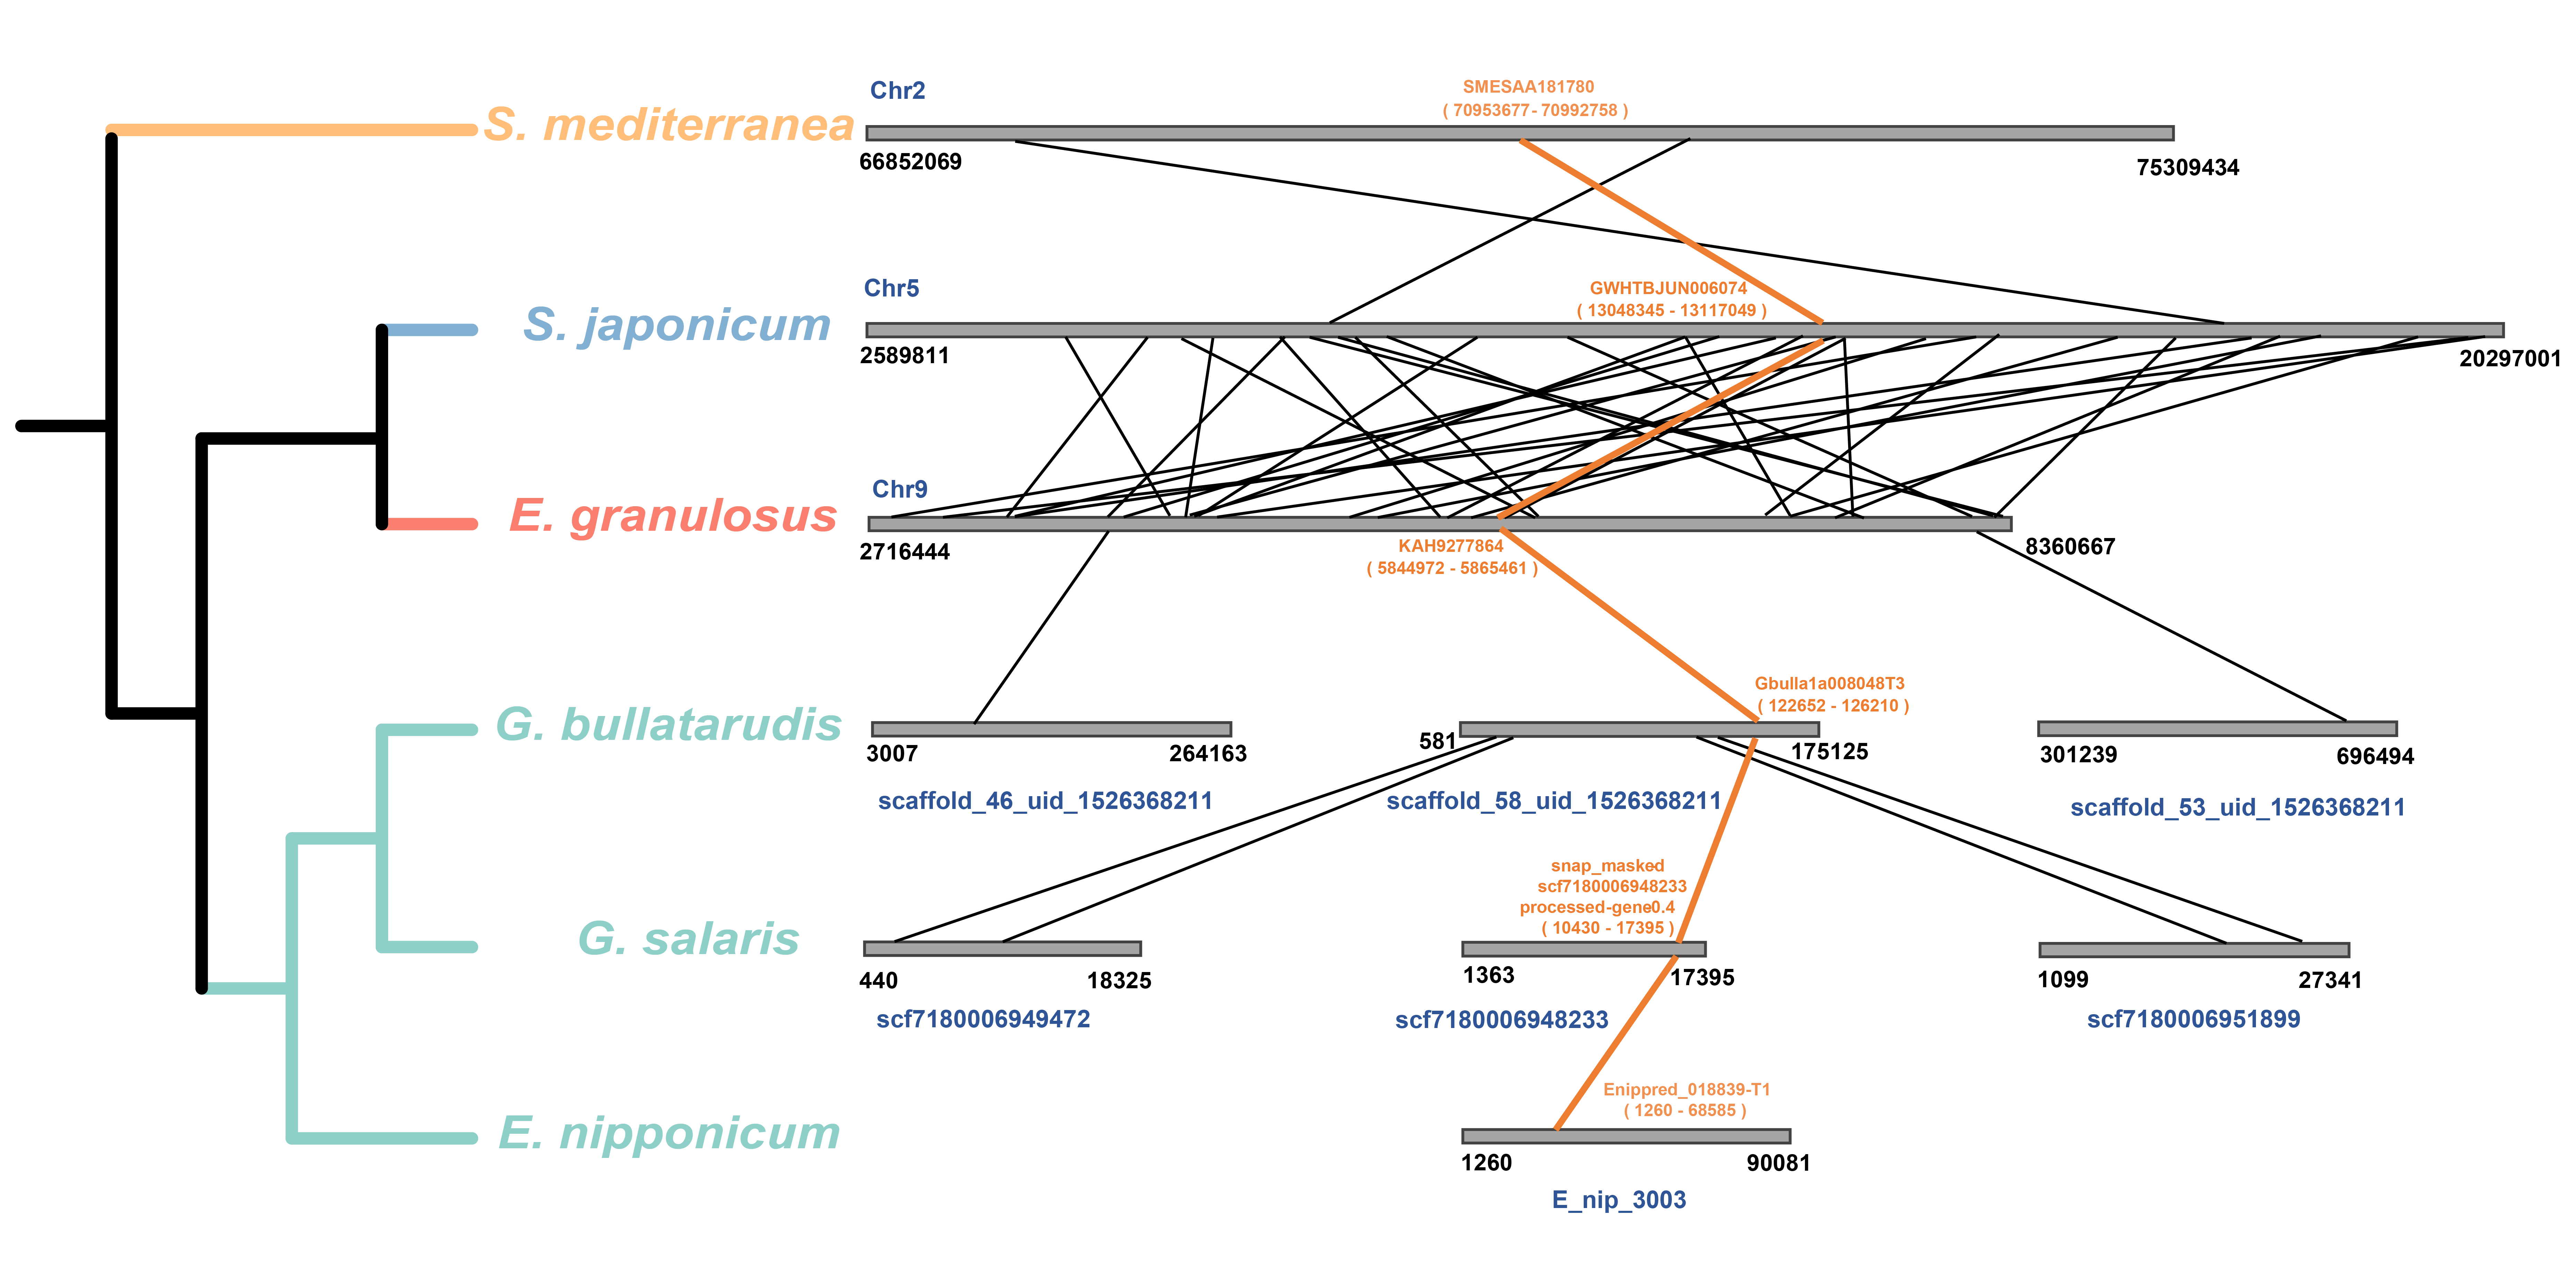 Chr2
SMESAA181780
( 70953677- 70992758 )
S. mediterranea
66852069
75309434
Chr5
GWHTBJUN006074
( 13048345 - 13117049 )
S. japonicum
2589811
20297001
Chr9
E. granulosus
2716444
8360667
KAH9277864
( 5844972 - 5865461 )
Gbulla1a008048T3
( 122652 - 126210 )
G. bullatarudis
3007
264163
581
175125
301239
696494
scaffold_46_uid_1526368211
scaffold_58_uid_1526368211
scaffold_53_uid_1526368211
snap_masked
scf7180006948233
processed-gene0.4
( 10430 - 17395 )
G. salaris
440
18325
1363
17395
1099
27341
scf7180006949472
scf7180006948233
scf7180006951899
Enippred_018839-T1
( 1260 - 68585 )
E. nipponicum
1260
90081
E_nip_3003